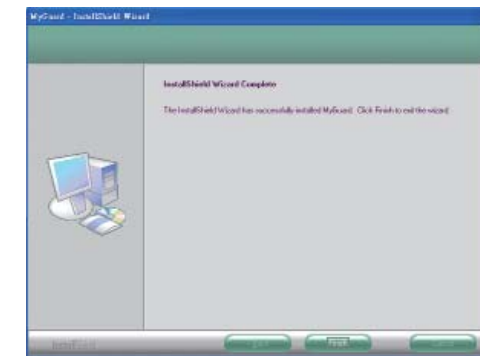 MyGuard - InstallShield Wizard
InstallShield Wizard Complete
The InstallShield Wizard has successfully installed MyGuard. Click Finish to exit the wizard.
Finish